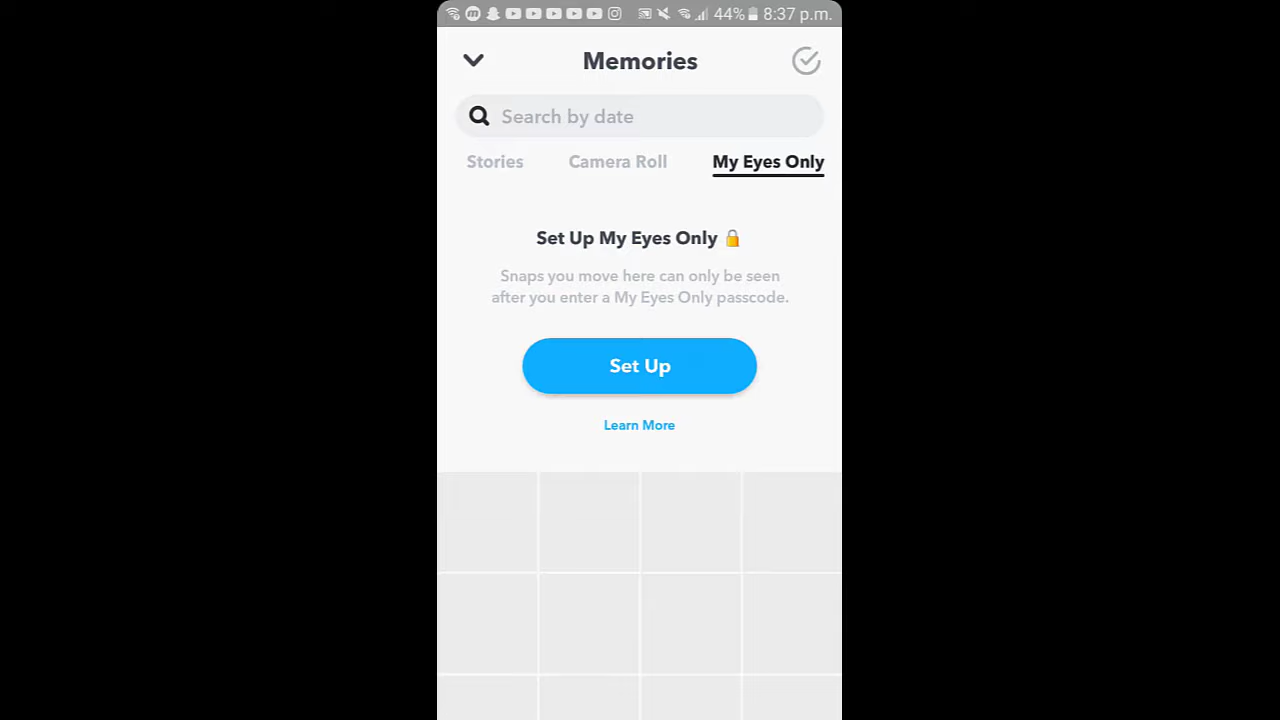 44% 8:37 p.m.
Memories
Search by date
Stories Camera Roll My Eyes Only
Set Up My Eyes Only 🔒
Snaps you move here can only be seen
after you enter a My Eyes Only passcode.
Set Up
Learn More